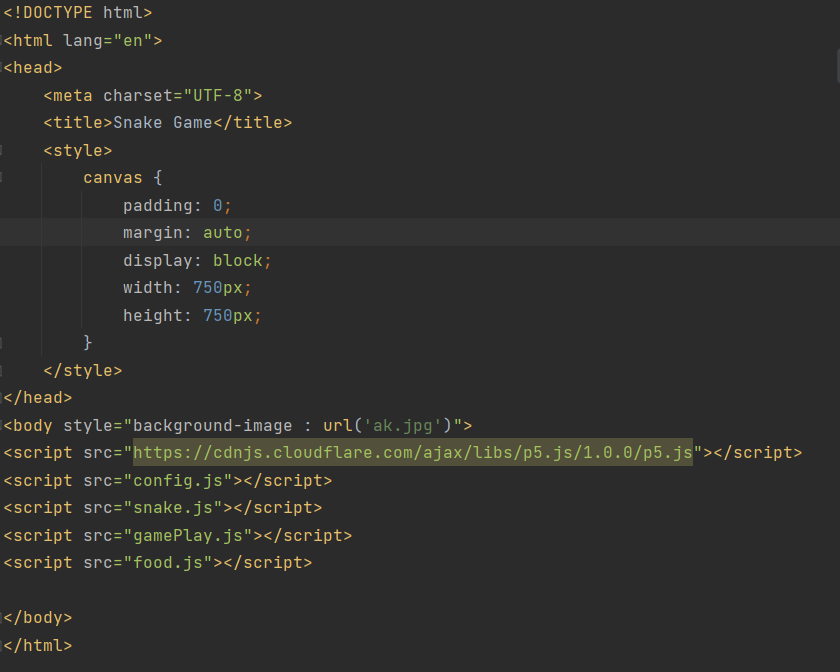 <!DOCTYPE html>
<html lang="en">
<head>
    <meta charset="UTF-8">
    <title>Snake Game</title>
    <style>
        canvas {
            padding: 0;
            margin: auto;
            display: block;
            width: 750px;
            height: 750px;
        }
    </style>
</head>
<body style="background-image : url('ak.jpg')">
<script src="https://cdnjs.cloudflare.com/ajax/libs/p5.js/1.0.0/p5.js"></script>
<script src="config.js"></script>
<script src="snake.js"></script>
<script src="gamePlay.js"></script>
<script src="food.js"></script>

</body>
</html>